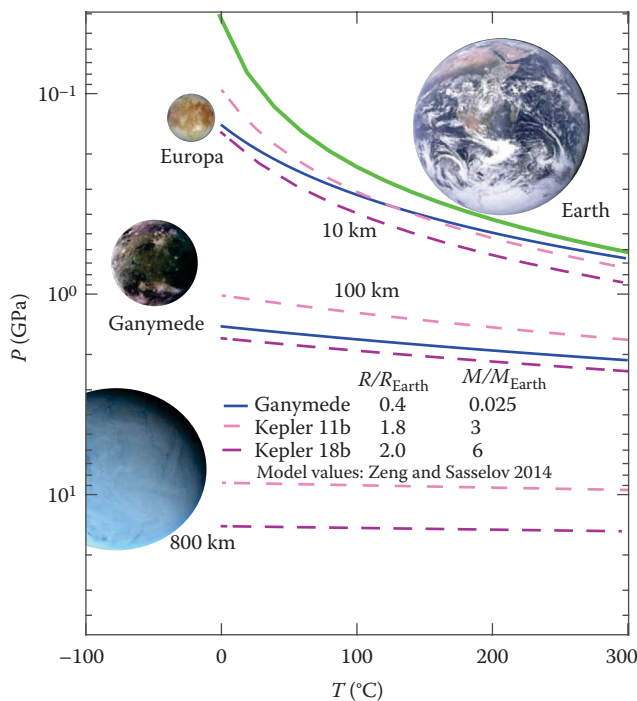 10⁻¹
Europa
Earth
10 km
10⁰
100 km
Ganymede
P (GPa)
R/R_Earth M/M_Earth
Ganymede 0.4 0.025
Kepler 11b 1.8 3
Kepler 18b 2.0 6
Model values: Zeng and Sasselov 2014
10¹
800 km
−100 0 100 200 300
T (°C)